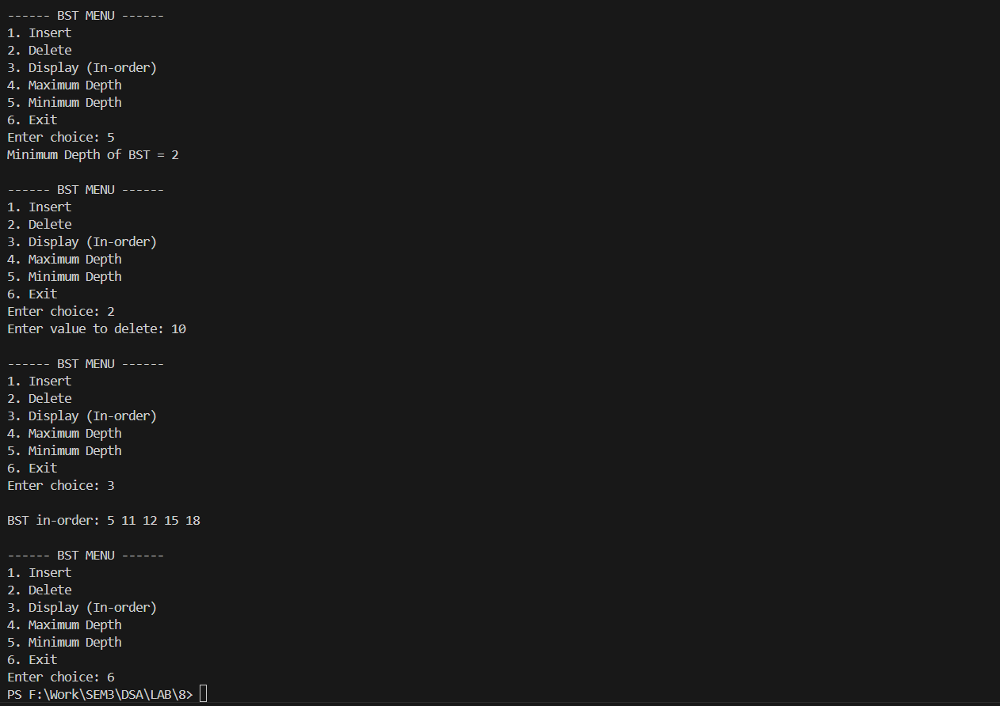 ------ BST MENU ------
1. Insert
2. Delete
3. Display (In-order)
4. Maximum Depth
5. Minimum Depth
6. Exit
Enter choice: 5
Minimum Depth of BST = 2
------ BST MENU ------
1. Insert
2. Delete
3. Display (In-order)
4. Maximum Depth
5. Minimum Depth
6. Exit
Enter choice: 2
Enter value to delete: 10
------ BST MENU ------
1. Insert
2. Delete
3. Display (In-order)
4. Maximum Depth
5. Minimum Depth
6. Exit
Enter choice: 3
BST in-order: 5 11 12 15 18
------ BST MENU ------
1. Insert
2. Delete
3. Display (In-order)
4. Maximum Depth
5. Minimum Depth
6. Exit
Enter choice: 6
PS F:\Work\SEM3\DSA\LAB\8>